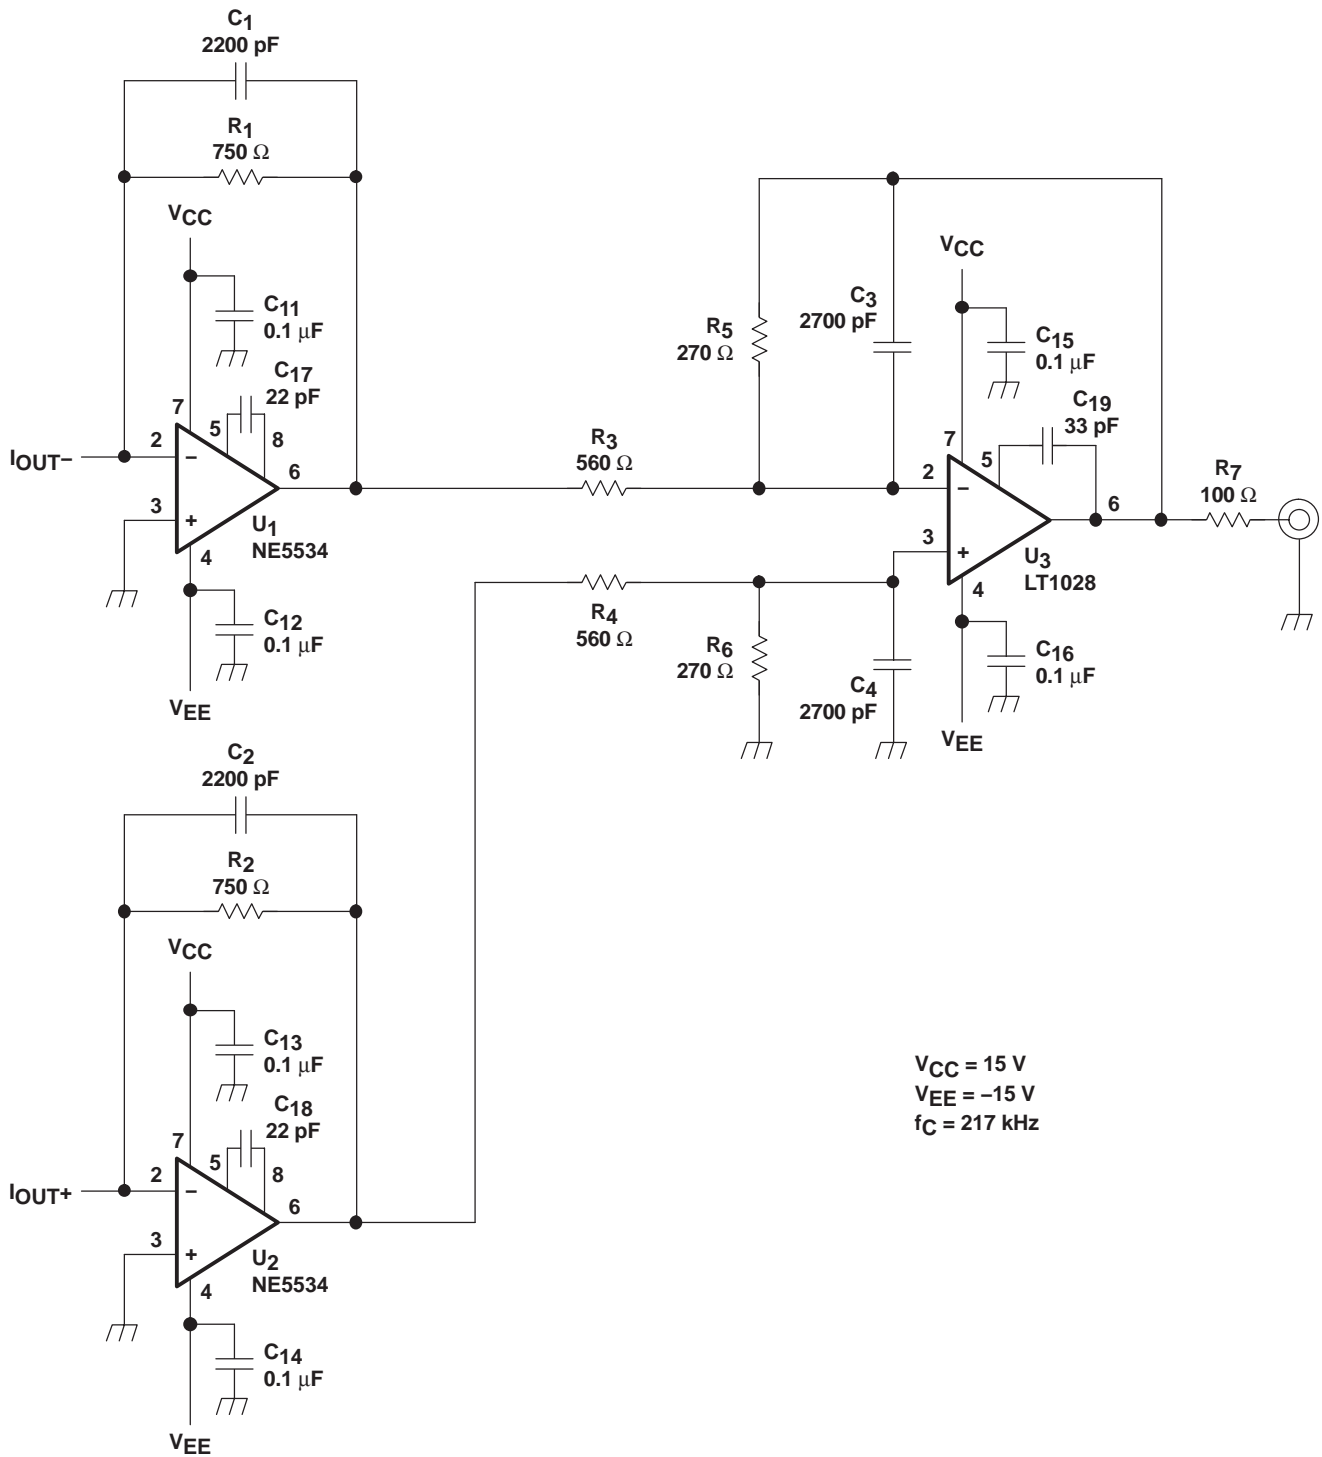 C1
2200 pF
R1
750 Ω
VCC
C11
0.1 µF
C17
22 pF
7
5
8
2
−
6
IOUT−
3
+
U1
NE5534
4
C12
0.1 µF
VEE
R3
560 Ω
R4
560 Ω
R5
270 Ω
C3
2700 pF
VCC
C15
0.1 µF
C19
33 pF
7
5
2
−
6
3
+
U3
LT1028
4
R7
100 Ω
R6
270 Ω
C4
2700 pF
C16
0.1 µF
VEE
C2
2200 pF
R2
750 Ω
VCC
C13
0.1 µF
C18
22 pF
7
5
8
2
−
6
IOUT+
3
+
U2
NE5534
4
C14
0.1 µF
VEE
VCC = 15 V
VEE = −15 V
fC = 217 kHz